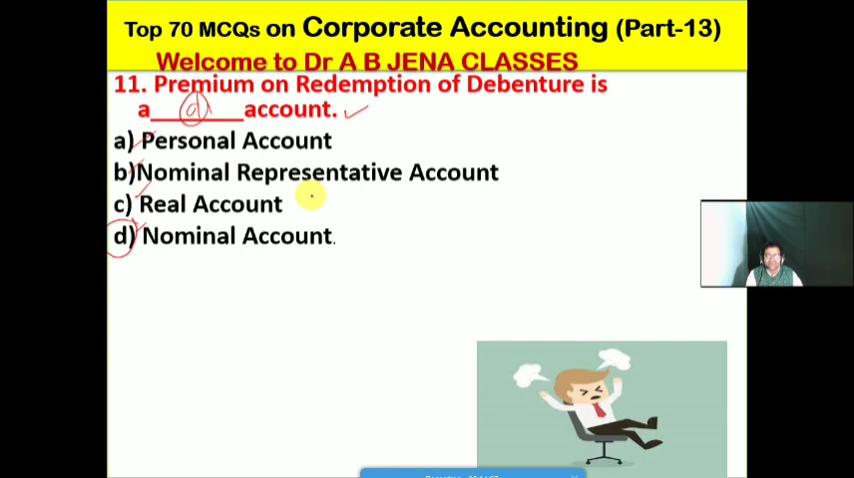 Top 70 MCQs on Corporate Accounting (Part-13)
Welcome to Dr A B JENA CLASSES
11. Premium on Redemption of Debenture is
a___d___account.
a) Personal Account
b)Nominal Representative Account
c) Real Account
d) Nominal Account.